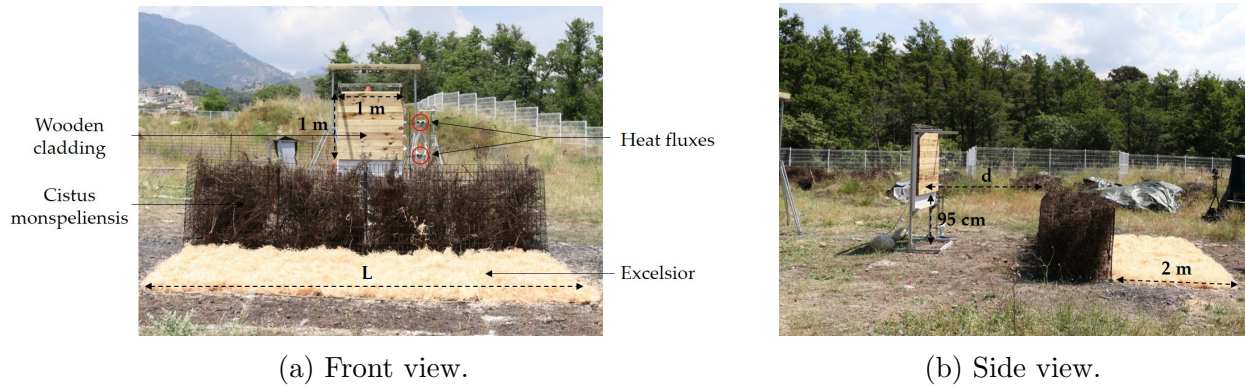 Wooden
cladding
1 m
1 m
Heat fluxes
Cistus
monspeliensis
L
Excelsior
d
95 cm
2 m
(a) Front view.
(b) Side view.